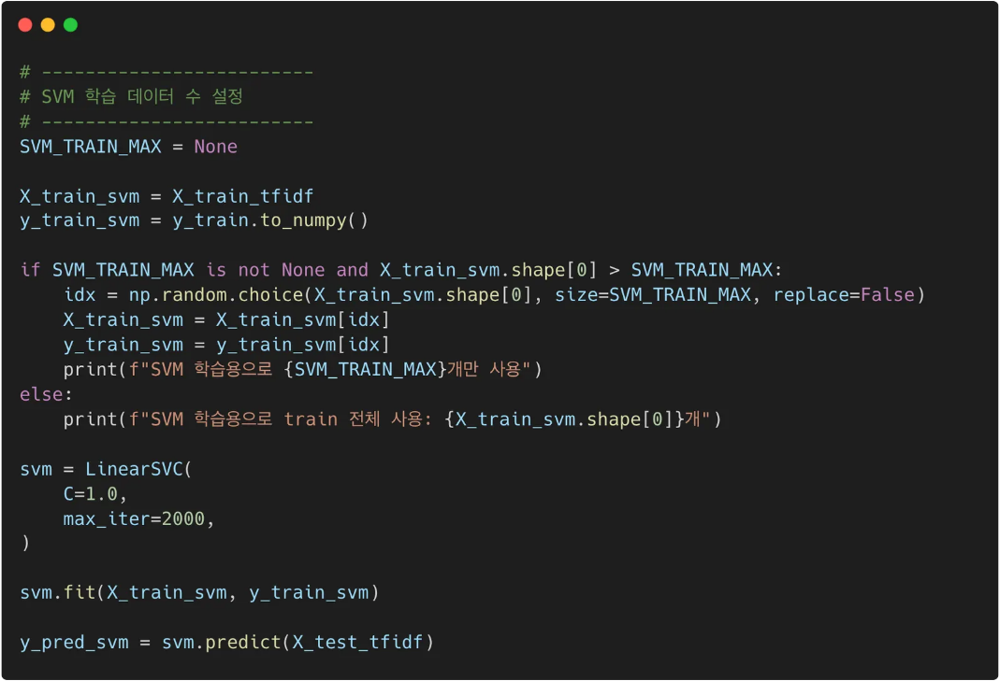 # -------------------------
# SVM 학습 데이터 수 설정
# -------------------------
SVM_TRAIN_MAX = None
X_train_svm = X_train_tfidf
y_train_svm = y_train.to_numpy()
if SVM_TRAIN_MAX is not None and X_train_svm.shape[0] > SVM_TRAIN_MAX:
    idx = np.random.choice(X_train_svm.shape[0], size=SVM_TRAIN_MAX, replace=False)
    X_train_svm = X_train_svm[idx]
    y_train_svm = y_train_svm[idx]
    print(f"SVM 학습용으로 {SVM_TRAIN_MAX}개만 사용")
else:
    print(f"SVM 학습용으로 train 전체 사용: {X_train_svm.shape[0]}개")
svm = LinearSVC(
    C=1.0,
    max_iter=2000,
)
svm.fit(X_train_svm, y_train_svm)
y_pred_svm = svm.predict(X_test_tfidf)